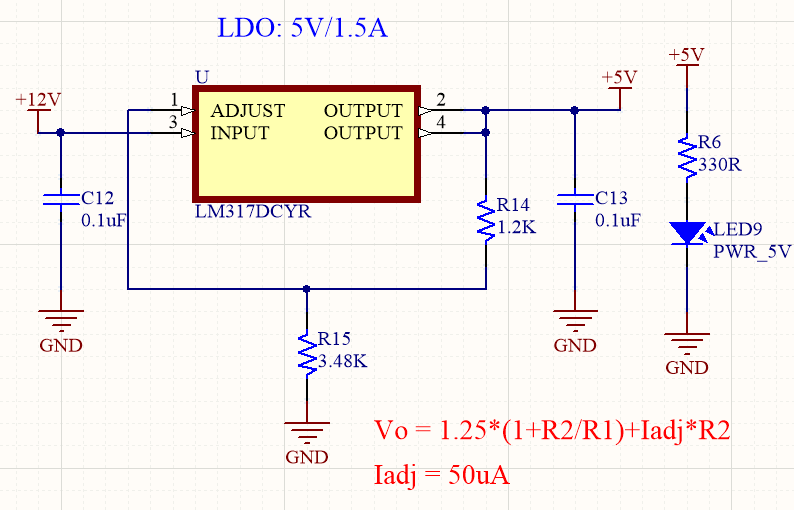 LDO: 5V/1.5A
U
+12V
1
ADJUST
OUTPUT
2
3
INPUT
OUTPUT
4
+5V
+5V
R6
330R
C12
0.1uF
LM317DCYR
R14
1.2K
C13
0.1uF
LED9
PWR_5V
GND
R15
3.48K
GND
GND
GND
Vo = 1.25*(1+R2/R1)+Iadj*R2
Iadj = 50uA